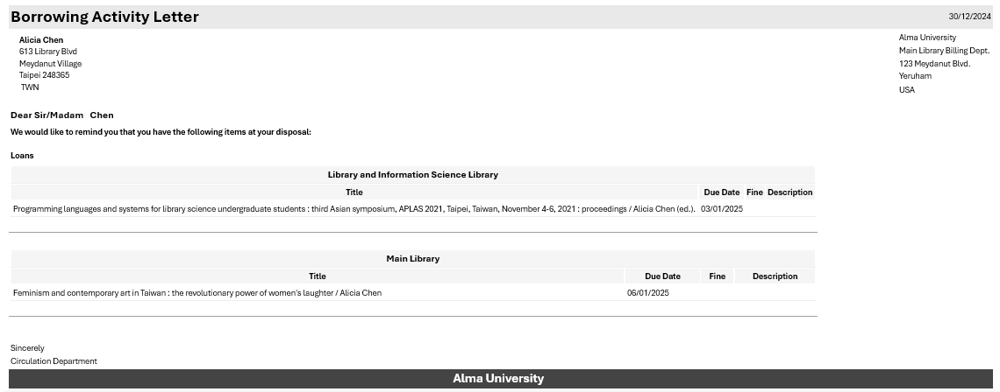 Borrowing Activity Letter 30/12/2024
Alicia Chen
613 Library Blvd
Meydanut Village
Taipei 248365
TWN
Alma University
Main Library Billing Dept.
123 Meydanut Blvd.
Yeruham
USA
Dear Sir/Madam Chen
We would like to remind you that you have the following items at your disposal:
Loans
Library and Information Science Library
Title Due Date Fine Description
Programming languages and systems for library science undergraduate students : third Asian symposium, APLAS 2021, Taipei, Taiwan, November 4-6, 2021 : proceedings / Alicia Chen (ed.). 03/01/2025
Main Library
Title Due Date Fine Description
Feminism and contemporary art in Taiwan : the revolutionary power of women's laughter / Alicia Chen 06/01/2025
Sincerely
Circulation Department
Alma University